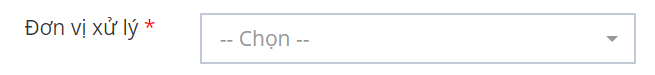 Đơn vị xử lý * -- Chọn --